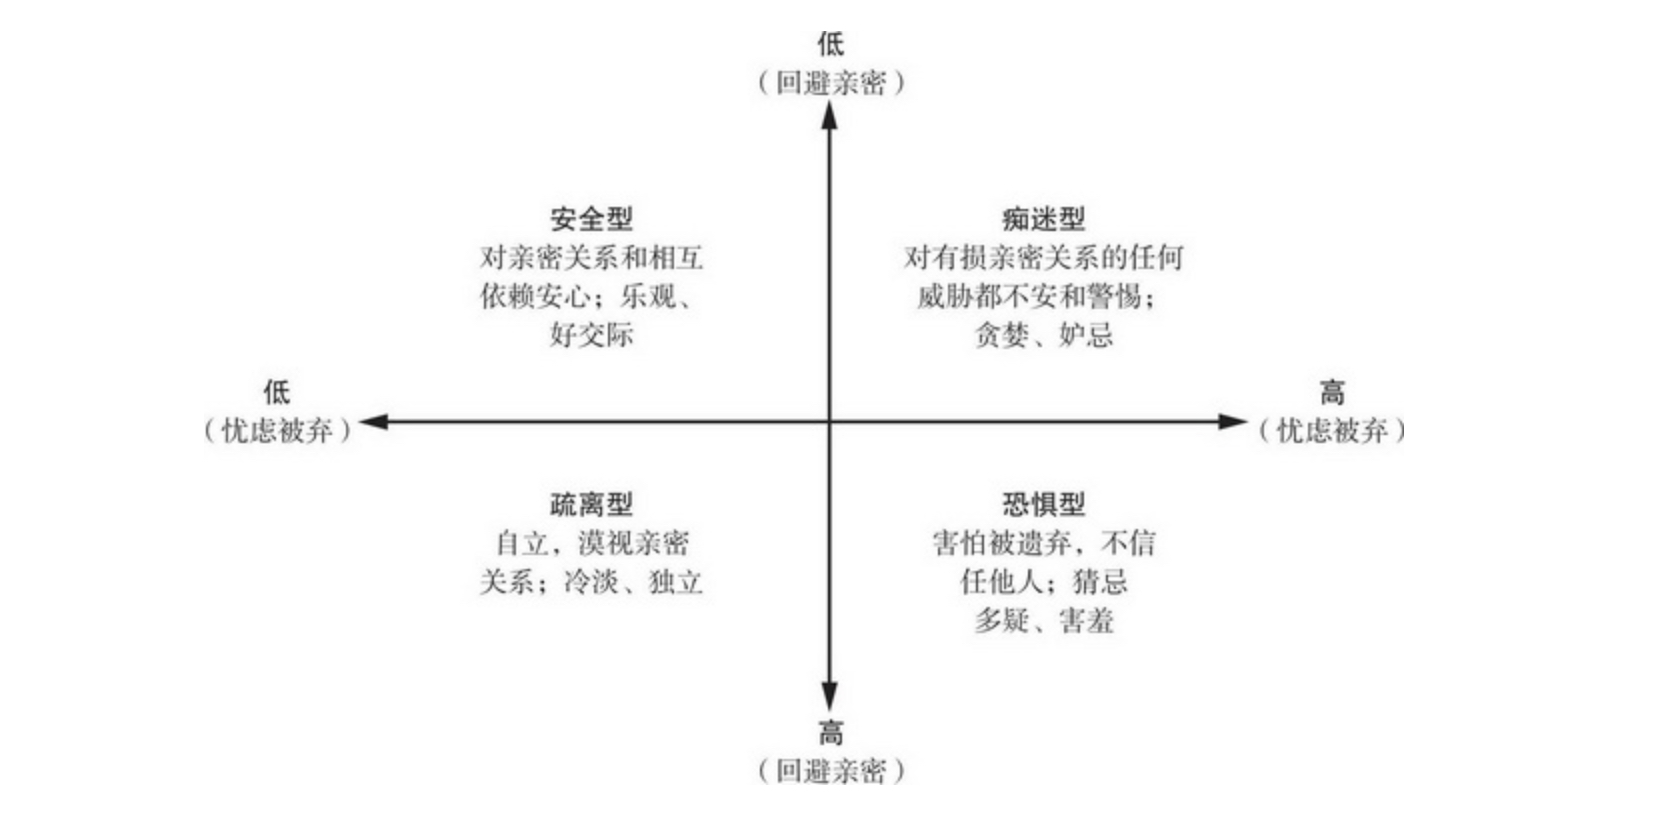 低
（回避亲密）
安全型
对亲密关系和相互
依赖安心；乐观、
好交际
痴迷型
对有损亲密关系的任何
威胁都不安和警惕；
贪婪、妒忌
低
（忧虑被弃）
高
（忧虑被弃）
疏离型
自立，漠视亲密
关系；冷淡、独立
恐惧型
害怕被遗弃，不信
任他人；猜忌
多疑、害羞
高
（回避亲密）